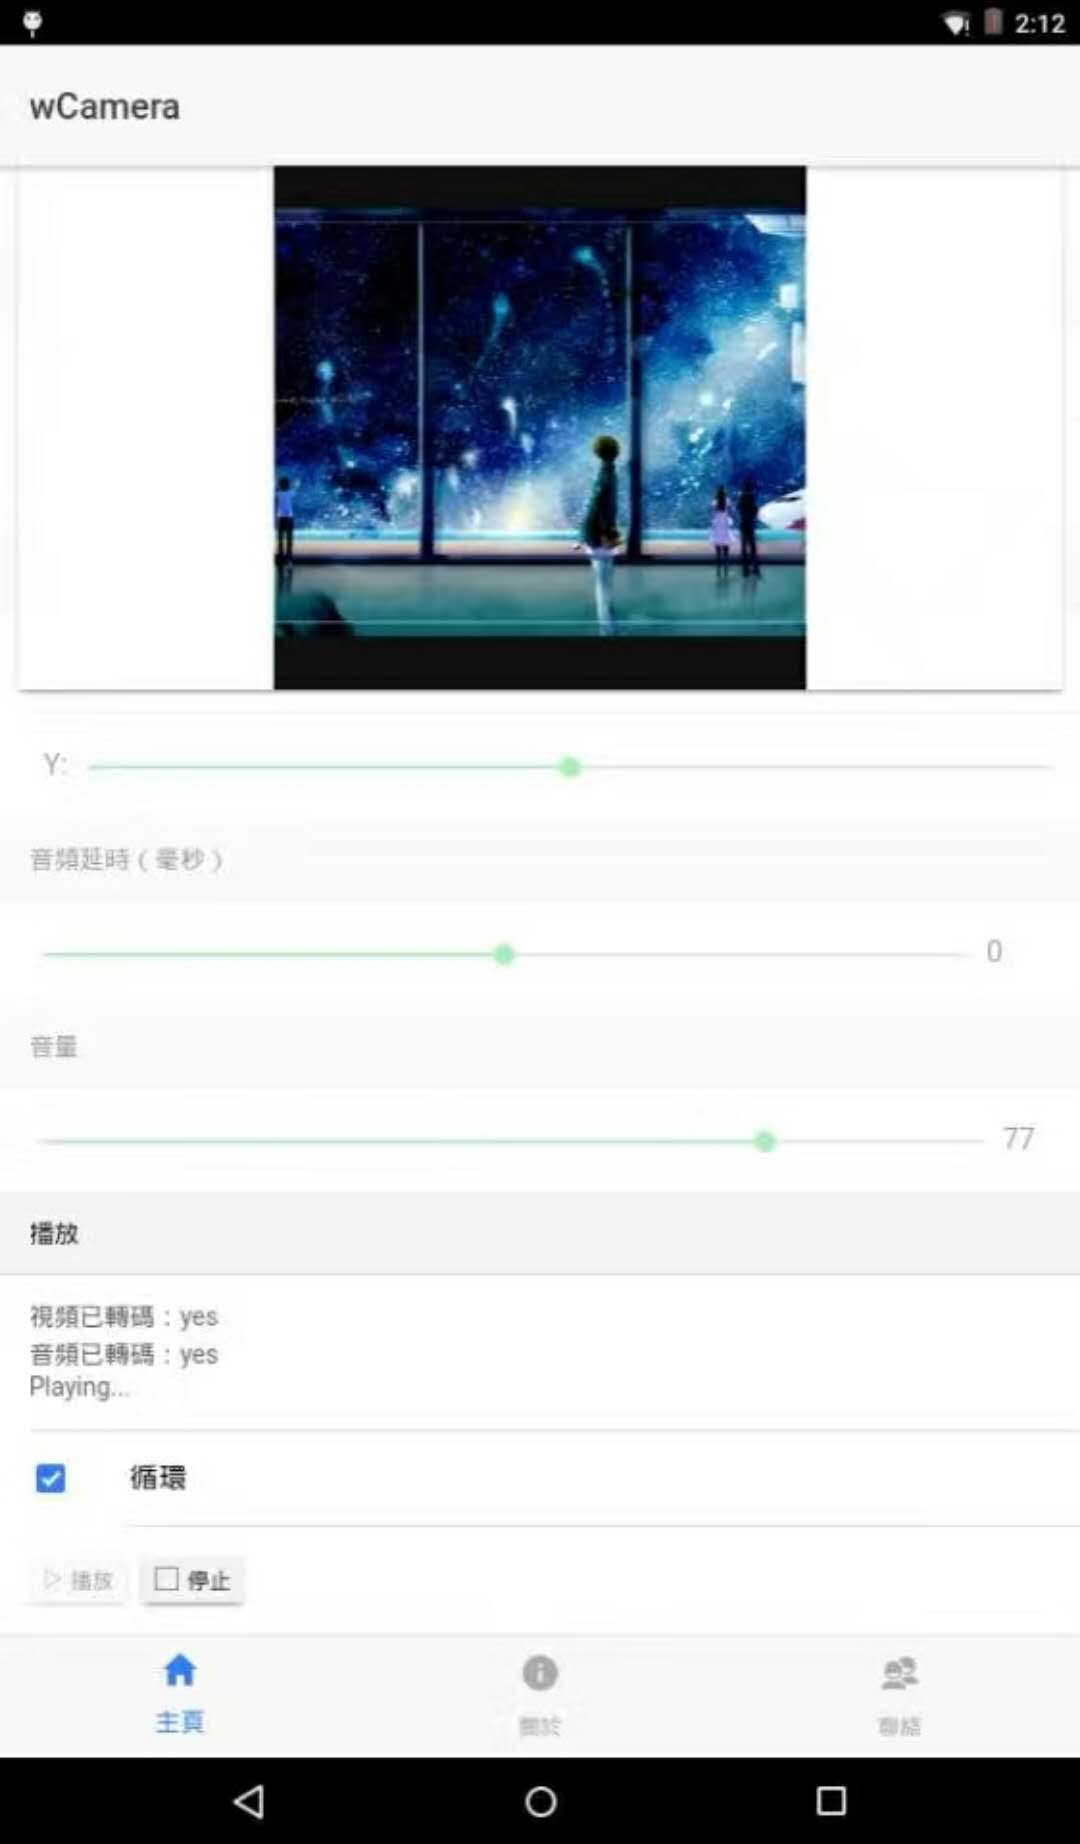 2:12
wCamera
Y:
音頻延時（毫秒）
0
音量
77
播放
視頻已轉碼：yes
音頻已轉碼：yes
Playing...
循環
播放
停止
主頁
關於
聯絡